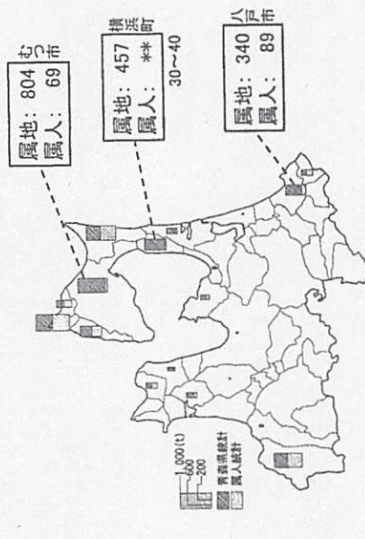 むつ市
属地: 804
属人: 69
横浜町
属地: 457
属人: **
30~40
八戸市
属地: 340
属人: 89
1,000(t)
600
200
青森県統計
属人統計